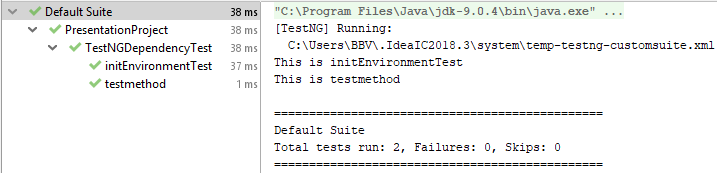 Default Suite 38 ms
PresentationProject 38 ms
TestNGDependencyTest 38 ms
initEnvironmentTest 37 ms
testmethod 1 ms
"C:\Program Files\Java\jdk-9.0.4\bin\java.exe" ...
[TestNG] Running:
C:\Users\BBV\.IdeaIC2018.3\system\temp-testng-customsuite.xml
This is initEnvironmentTest
This is testmethod
===============================================
Default Suite
Total tests run: 2, Failures: 0, Skips: 0
===============================================